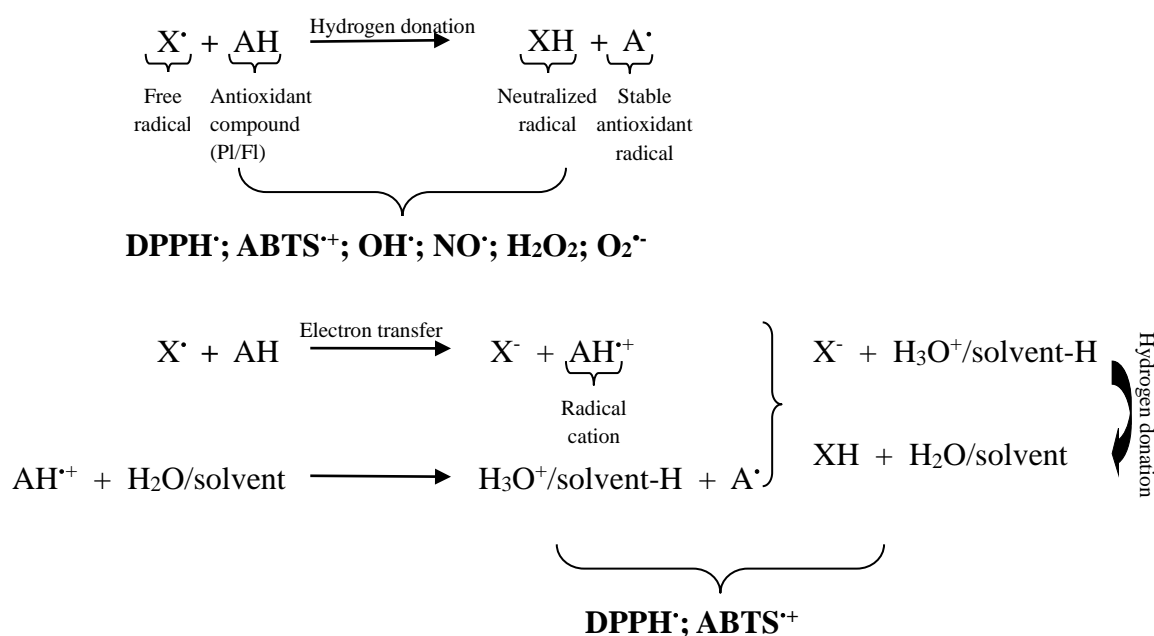 Hydrogen donation
X• + AH XH + A•
Free radical
Antioxidant compound (Pl/Fl)
Neutralized radical
Stable antioxidant radical
DPPH•; ABTS•+; OH•; NO•; H₂O₂; O₂•-
Electron transfer
X• + AH X⁻ + AH•+
Radical cation
AH•+ + H₂O/solvent H₃O⁺/solvent-H + A•
X⁻ + H₃O⁺/solvent-H
XH + H₂O/solvent
Hydrogen donation
DPPH•; ABTS•+